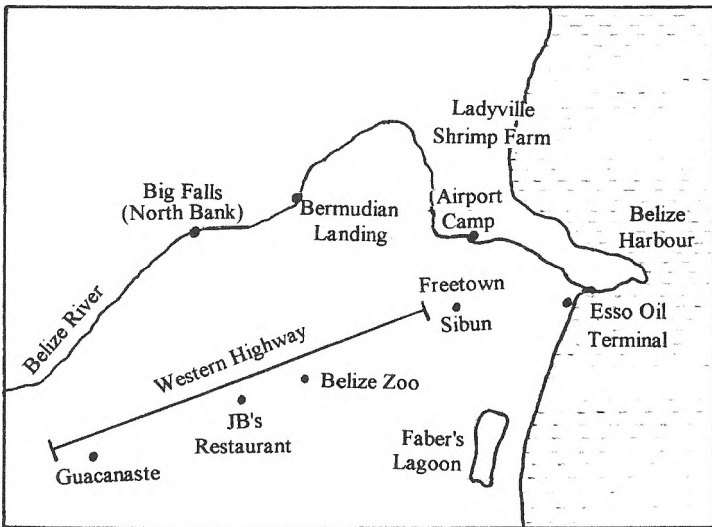 Ladyville
Shrimp Farm
Big Falls
(North Bank)
Bermudian
Landing
Airport
Camp
Belize
Harbour
Belize River
Freetown
Sibun
Esso Oil
Terminal
Western Highway
Belize Zoo
JB's
Restaurant
Faber's
Lagoon
Guacanaste